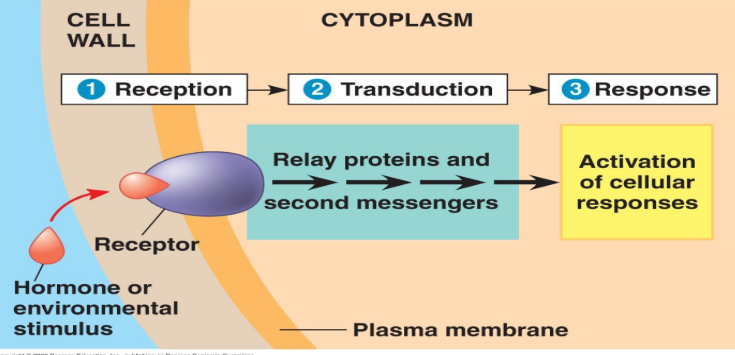 CELL
WALL
CYTOPLASM
1 Reception
2 Transduction
3 Response
Relay proteins and
second messengers
Activation
of cellular
responses
Receptor
Hormone or
environmental
stimulus
Plasma membrane